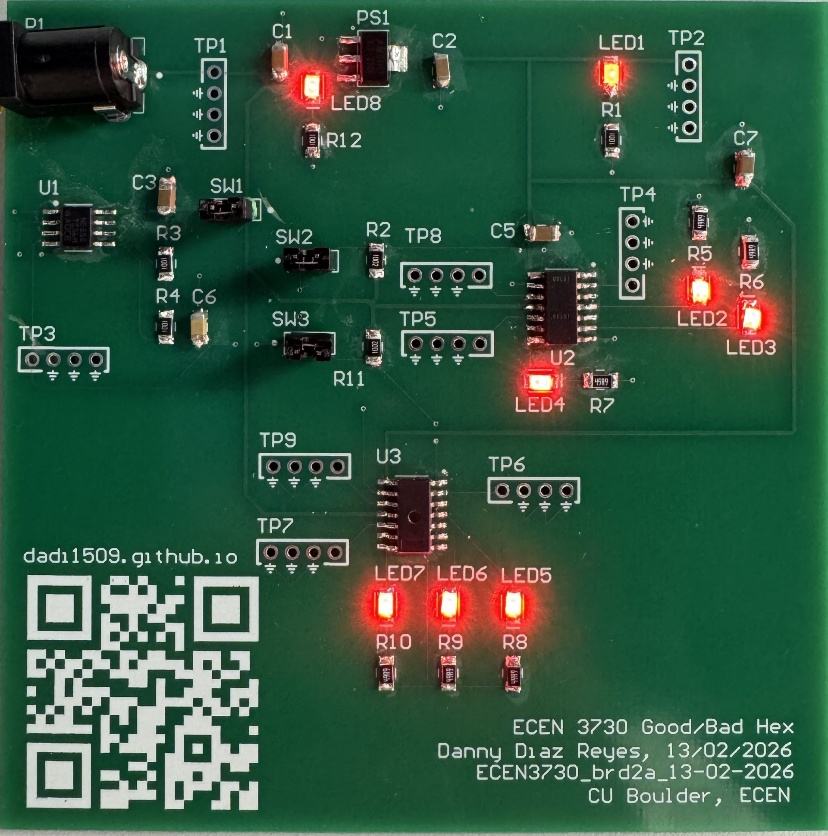 P1
TP1
C1
PS1
C2
LED1
TP2
LED8
R1
R12
C7
U1
C3
SW1
TP4
R3
SW2
R2
TP8
C5
R5
R6
R4
C6
SW3
TP5
LED2
LED3
TP3
R11
U2
LED4
R7
TP9
U3
TP6
TP7
dadi1509.github.io
LED7
LED6
LED5
R10
R9
R8
ECEN 3730 Good/Bad Hex
Danny Diaz Reyes, 13/02/2026
ECEN3730_brd2a_13-02-2026
CU Boulder, ECEN